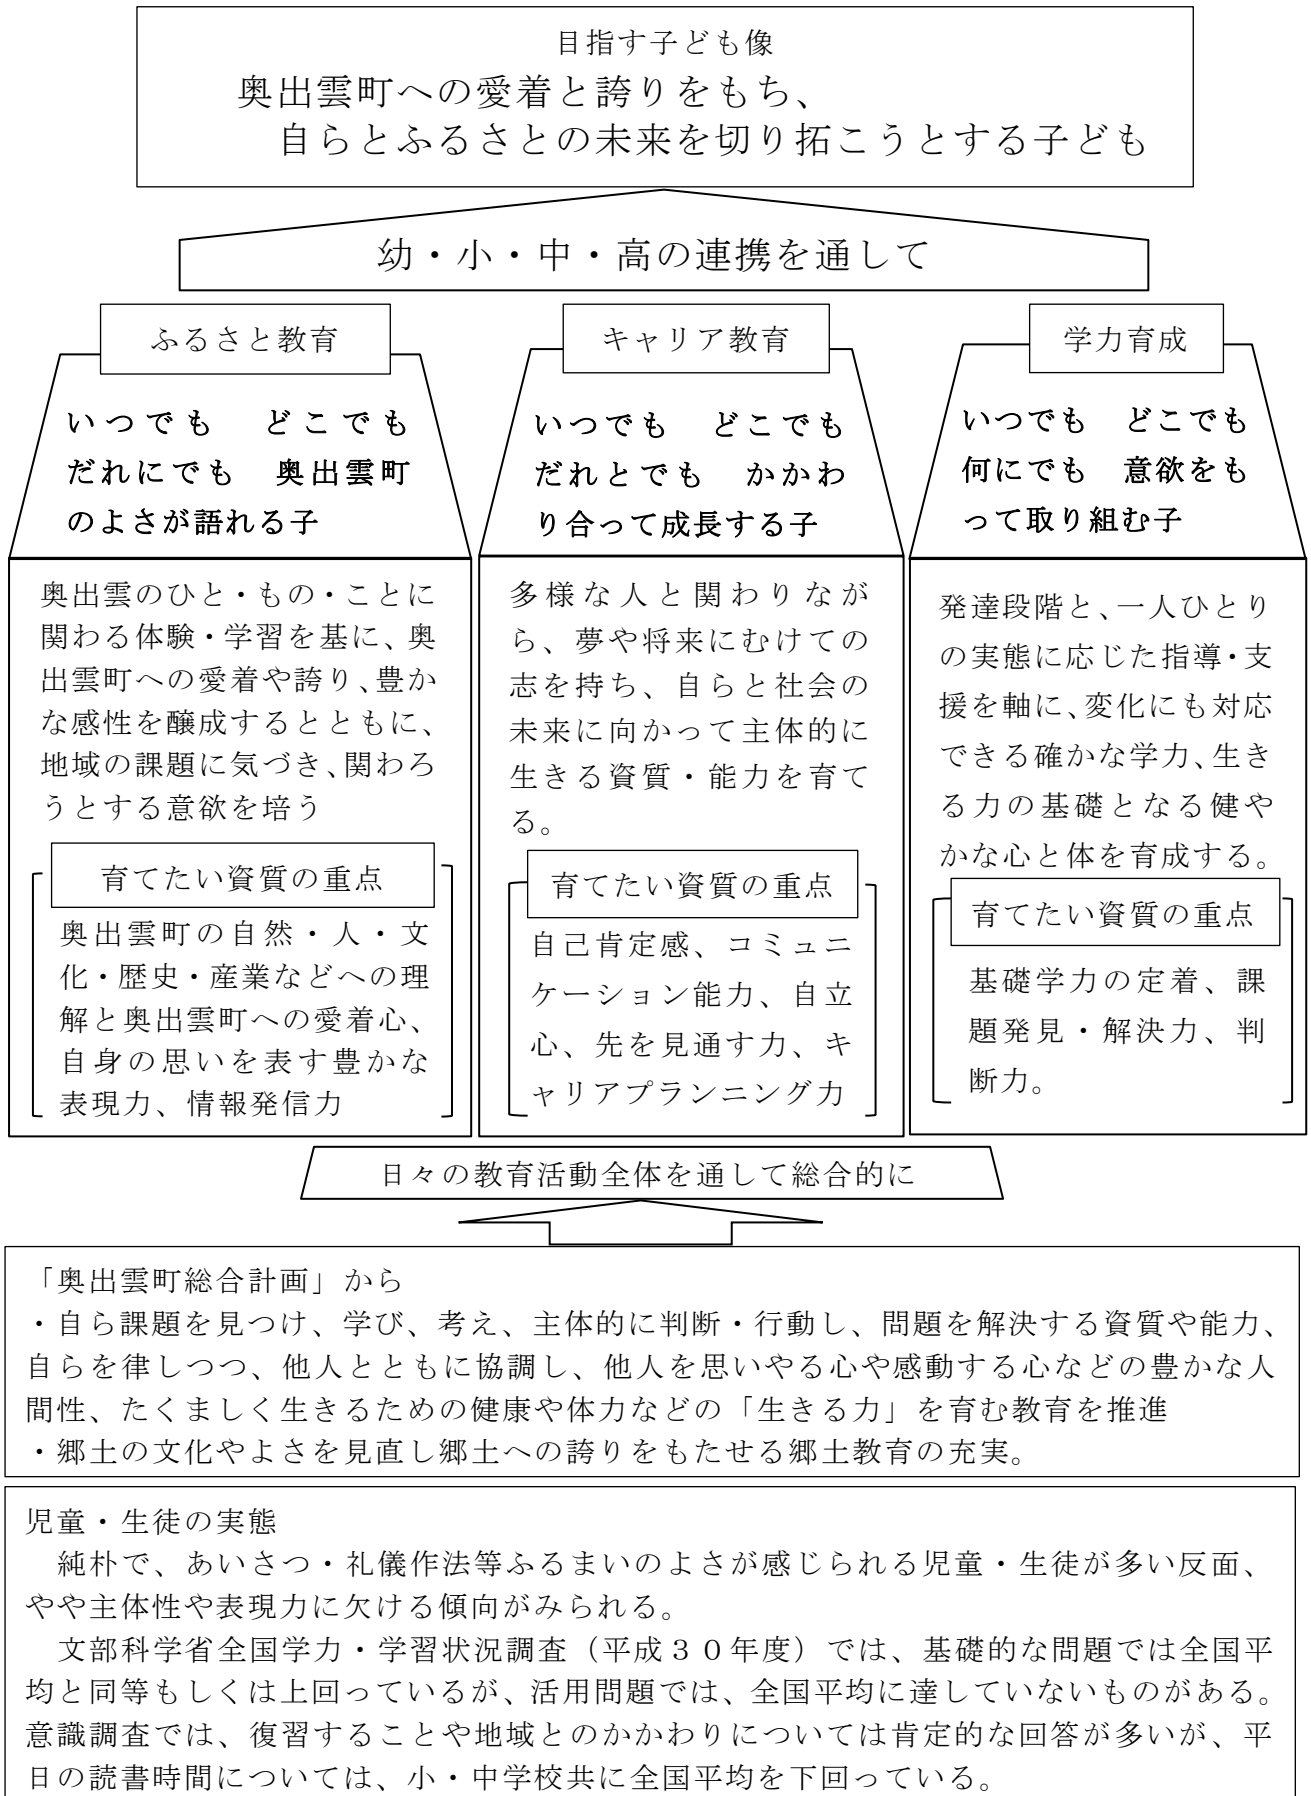 目指す子ども像
奥出雲町への愛着と誇りをもち、
自らとふるさとの未来を切り拓こうとする子ども
幼・小・中・高の連携を通して
ふるさと教育
いつでも　どこでも
だれにでも　奥出雲町
のよさが語れる子
奥出雲のひと・もの・ことに
関わる体験・学習を基に、奥
出雲町への愛着や誇り、豊か
な感性を醸成するとともに、
地域の課題に気づき、関わろ
うとする意欲を培う
育てたい資質の重点
奥出雲町の自然・人・文
化・歴史・産業などへの理
解と奥出雲町への愛着心、
自身の思いを表す豊かな
表現力、情報発信力
キャリア教育
いつでも　どこでも
だれとでも　かかわ
り合って成長する子
多様な人と関わりなが
ら、夢や将来にむけての
志を持ち、自らと社会の
未来に向かって主体的に
生きる資質・能力を育て
る。
育てたい資質の重点
自己肯定感、コミュニ
ケーション能力、自立
心、先を見通す力、キ
ャリアプランニング力
学力育成
いつでも　どこでも
何にでも　意欲をも
って取り組む子
発達段階と、一人ひとり
の実態に応じた指導・支
援を軸に、変化にも対応
できる確かな学力、生き
る力の基礎となる健や
かな心と体を育成する。
育てたい資質の重点
基礎学力の定着、課
題発見・解決力、判
断力。
日々の教育活動全体を通して総合的に
「奥出雲町総合計画」から
・自ら課題を見つけ、学び、考え、主体的に判断・行動し、問題を解決する資質や能力、
自らを律しつつ、他人とともに協調し、他人を思いやる心や感動する心などの豊かな人
間性、たくましく生きるための健康や体力などの「生きる力」を育む教育を推進
・郷土の文化やよさを見直し郷土への誇りをもたせる郷土教育の充実。
児童・生徒の実態
　純朴で、あいさつ・礼儀作法等ふるまいのよさが感じられる児童・生徒が多い反面、
やや主体性や表現力に欠ける傾向がみられる。
　文部科学省全国学力・学習状況調査（平成３０年度）では、基礎的な問題では全国平
均と同等もしくは上回っているが、活用問題では、全国平均に達していないものがある。
意識調査では、復習することや地域とのかかわりについては肯定的な回答が多いが、平
日の読書時間については、小・中学校共に全国平均を下回っている。